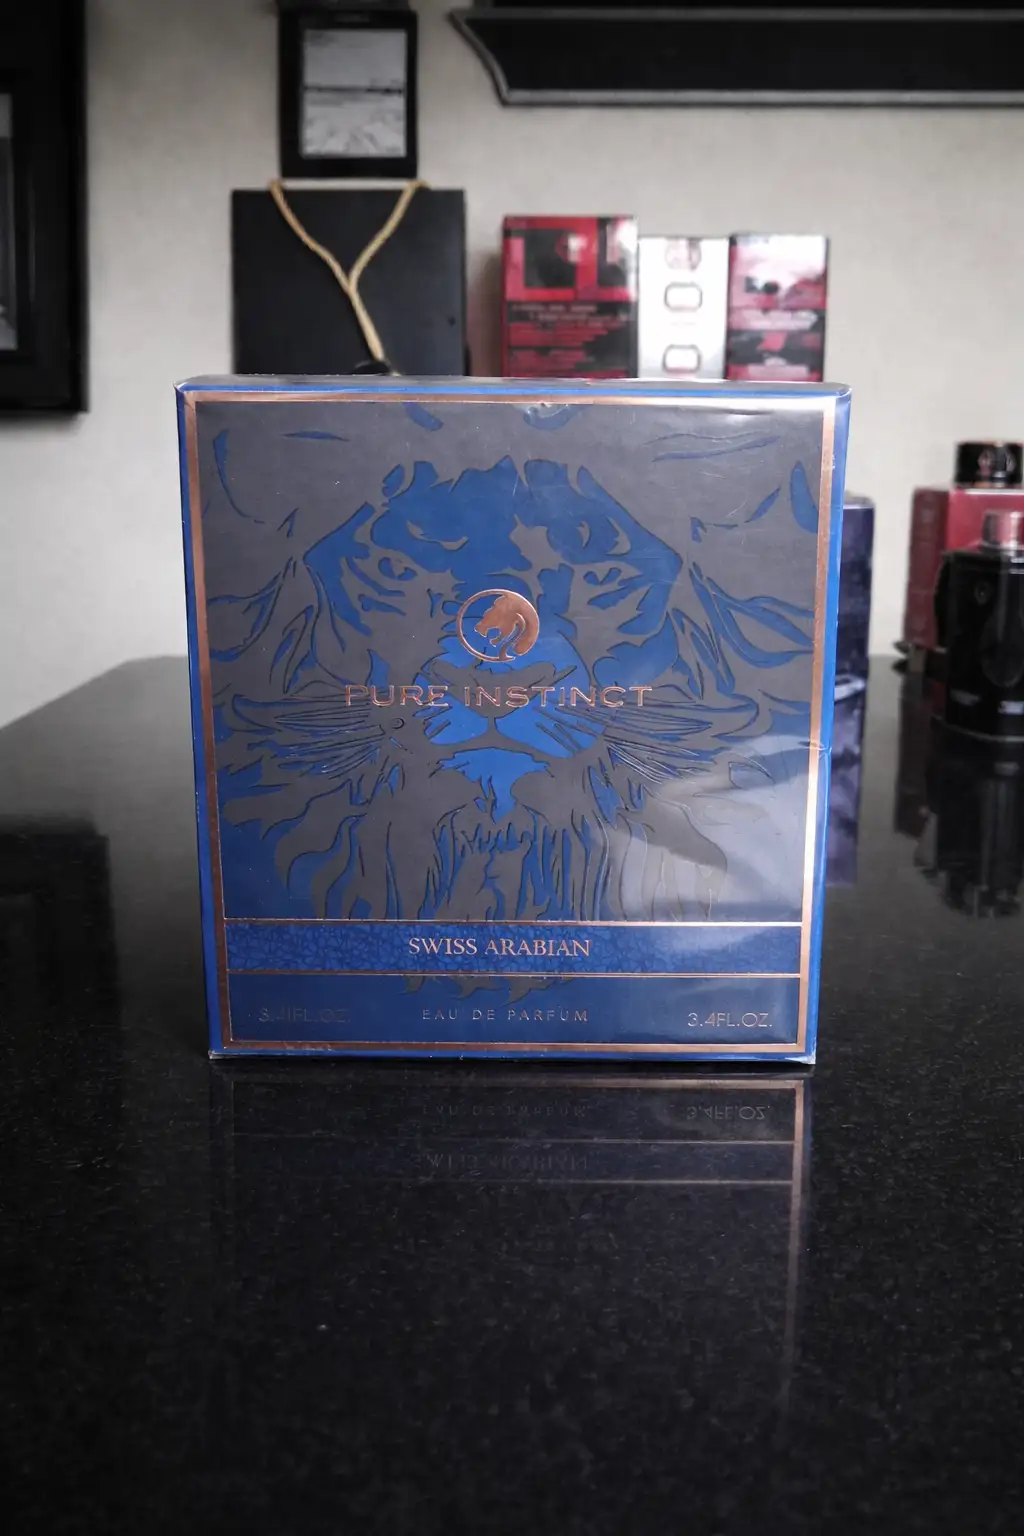 PURE INSTINCT
SWISS ARABIAN
3.4FL.OZ. EAU DE PARFUM 3.4FL.OZ.